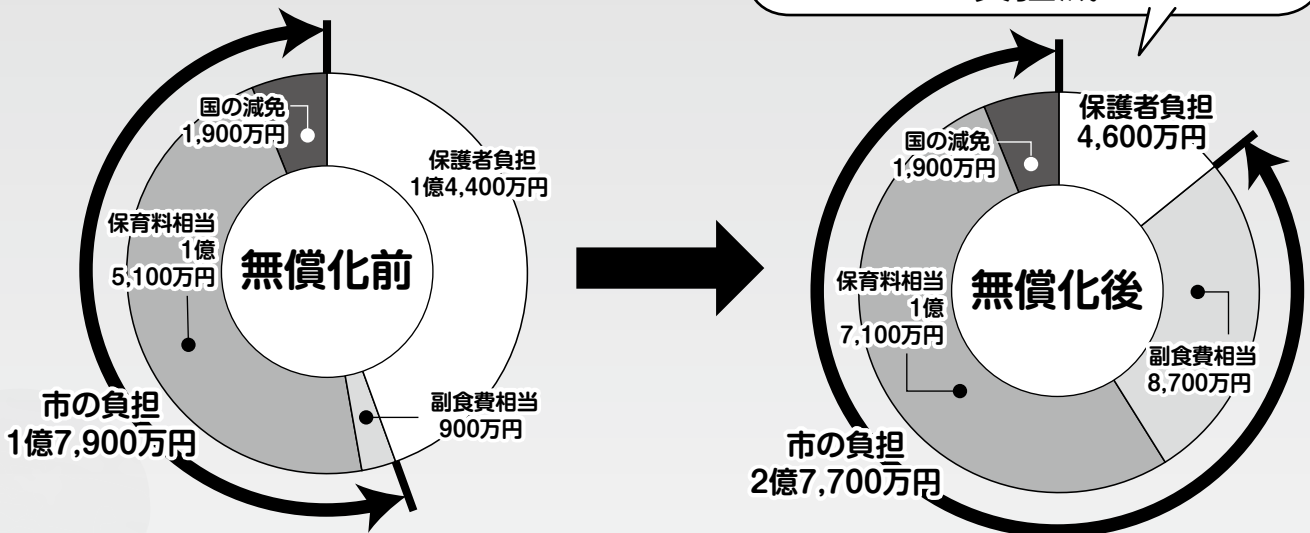 国の減免
1,900万円
保護者負担
1億4,400万円
保育料相当
1億
5,100万円
無償化前
副食費相当
900万円
市の負担
1億7,900万円
保護者負担
4,600万円
国の減免
1,900万円
保育料相当
1億
7,100万円
無償化後
副食費相当
8,700万円
市の負担
2億7,700万円